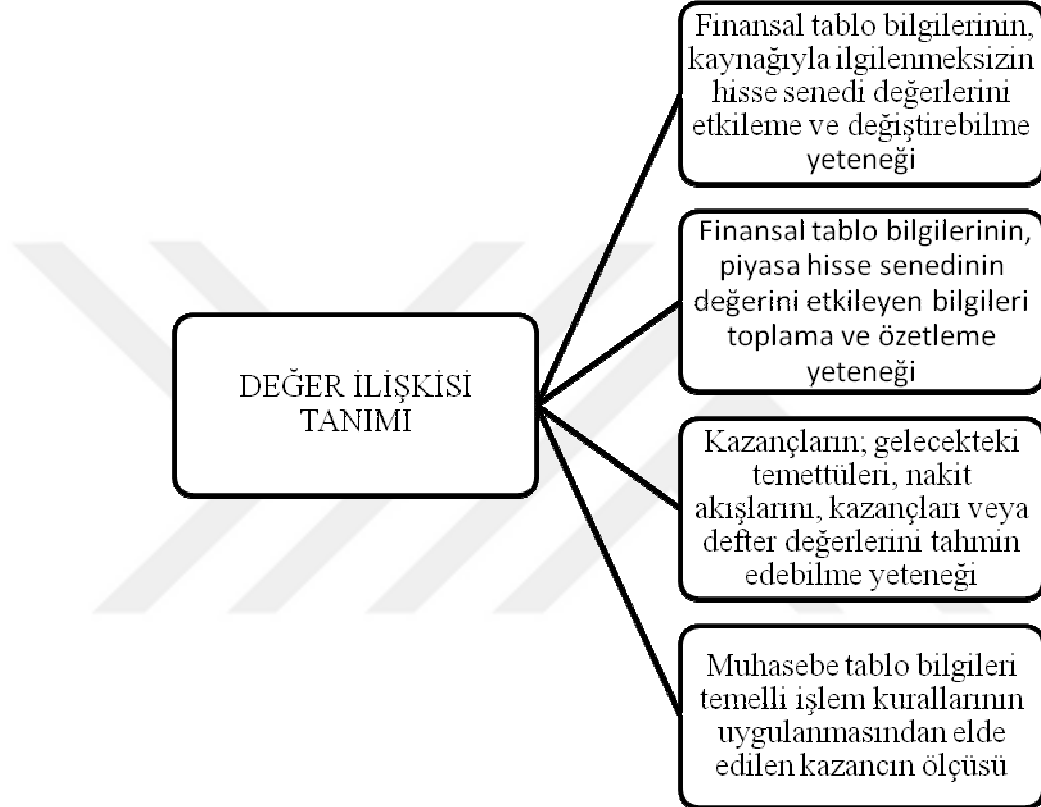 Finansal tablo bilgilerinin,
kaynağıyla ilgilenmeksizin
hisse senedi değerlerini
etkileme ve değiştirebilme
yeteneği
Finansal tablo bilgilerinin,
piyasa hisse senedinin
değerini etkileyen bilgileri
toplama ve özetleme
yeteneği
DEĞER İLİŞKİSİ
TANIMI
Kazançların; gelecekteki
temettüleri, nakit
akışlarını, kazançları veya
defter değerlerini tahmin
edebilme yeteneği
Muhasebe tablo bilgileri
temelli işlem kurallarının
uygulanmasından elde
edilen kazancın ölçüsü